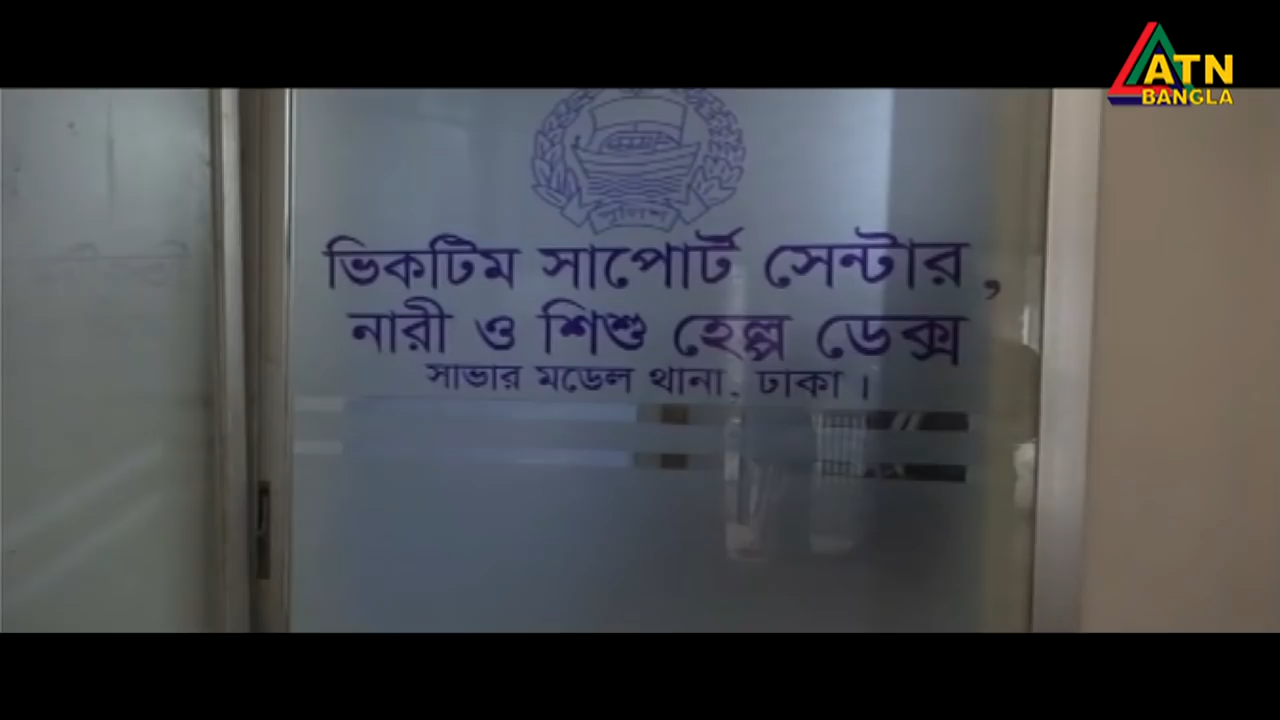 ATN
BANGLA
পুলিশ
ভিকটিম সাপোর্ট সেন্টার,
নারী ও শিশু হেল্প ডেক্স
সাভার মডেল থানা, ঢাকা।